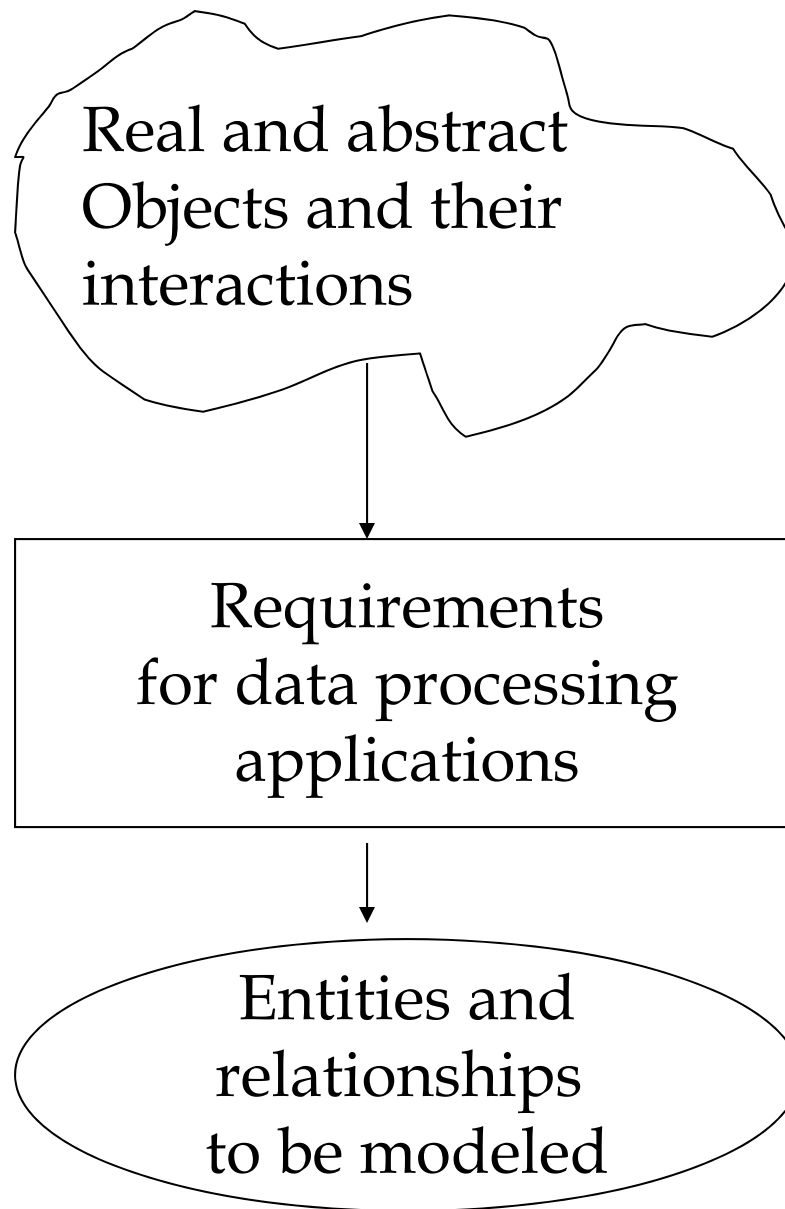 Real and abstract
Objects and their
interactions
Requirements
for data processing
applications
Entities and
relationships
to be modeled